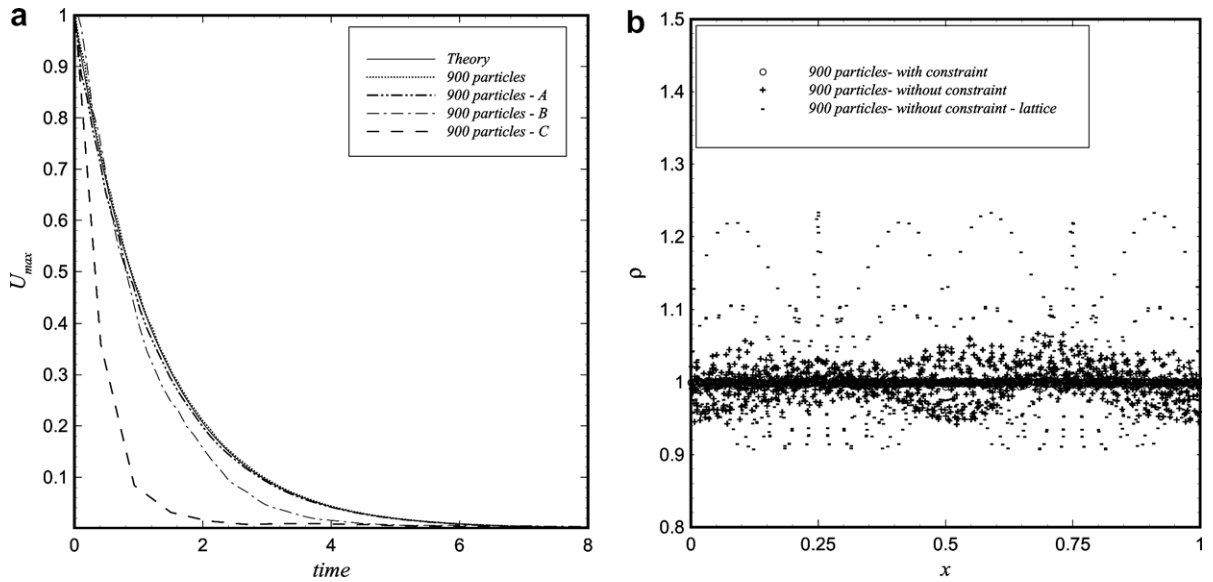 a
1
0.9
0.8
0.7
0.6
0.5
0.4
0.3
0.2
0.1
U_max
0
2
4
6
8
time
Theory
900 particles
900 particles - A
900 particles - B
900 particles - C
b
1.5
1.4
1.3
1.2
1.1
1
0.9
0.8
ρ
0
0.25
0.5
0.75
1
x
900 particles- with constraint
900 particles- without constraint
900 particles- without constraint - lattice